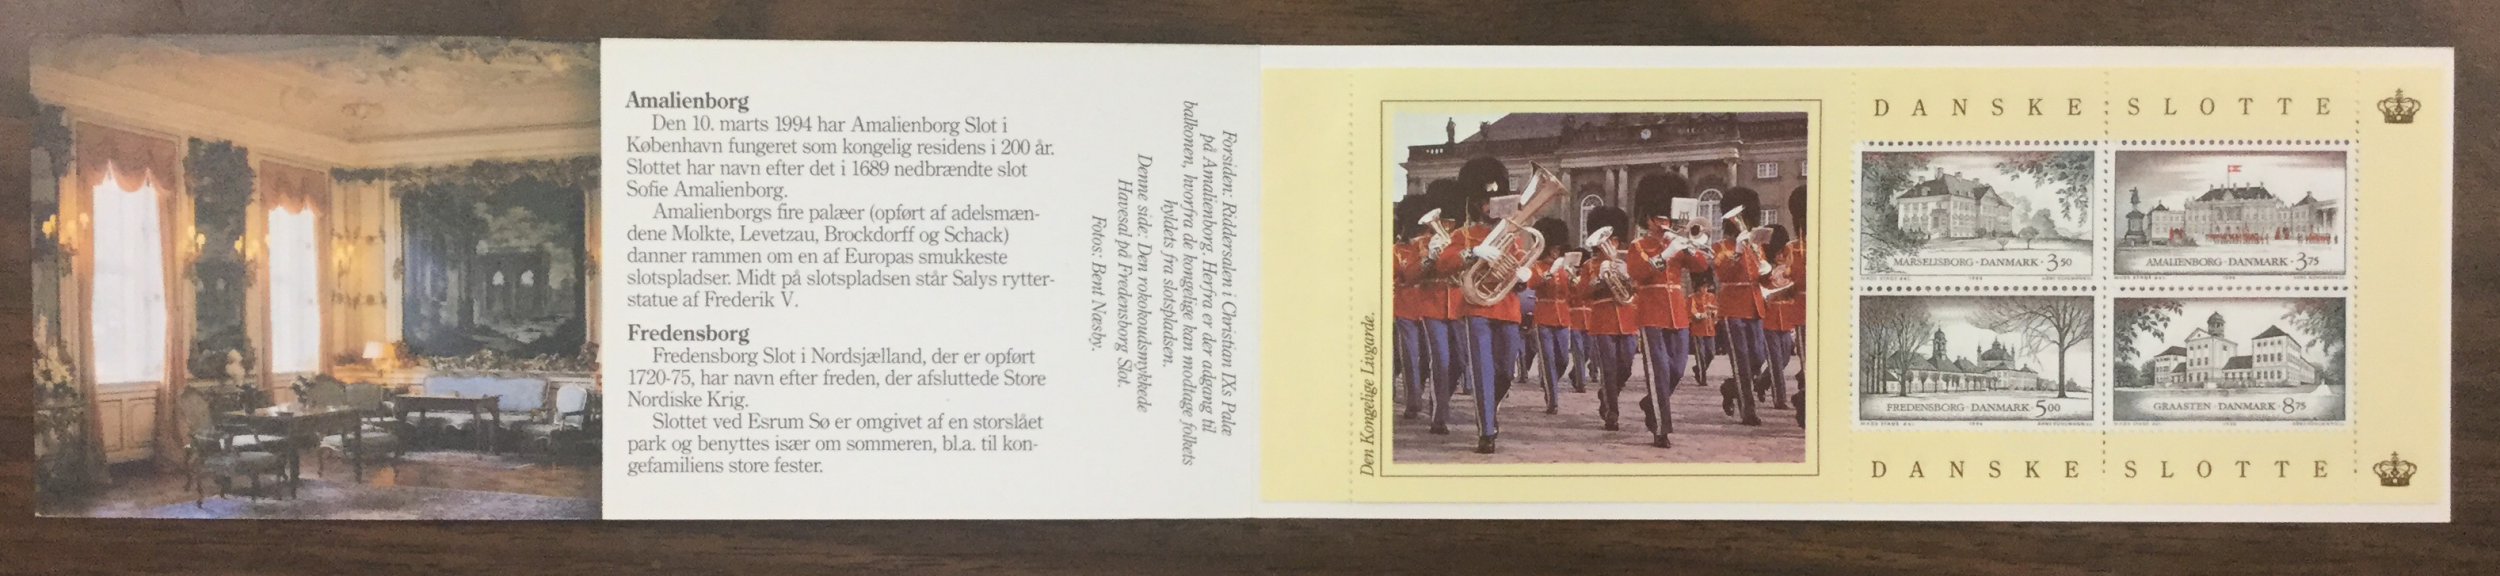 Amalienborg
Den 10. marts 1994 har Amalienborg Slot i
København fungeret som kongelig residens i 200 år.
Slottet har navn efter det i 1689 nedbrændte slot
Sofie Amalienborg.
Amalienborgs fire palæer (opført af adelsmæn-
dene Molkte, Levetzau, Brockdorff og Schack)
danner rammen om en af Europas smukkeste
slotspladser. Midt på slotspladsen står Salys rytter-
statue af Frederik V.
Fredensborg
Fredensborg Slot i Nordsjælland, der er opført
1720-75, har navn efter freden, der afsluttede Store
Nordiske Krig.
Slottet ved Esrum Sø er omgivet af en storslået
park og benyttes især om sommeren, bl.a. til kon-
gefamiliens store fester.
Forsiden: Riddersalen i Christian IXs Palæ
på Amalienborg. Herfra er der adgang til
balkonen, hvorfra de kongelige kan modtage folkets
hyldets fra slotspladsen.
Denne side: Den rokokoudsmykkede
Havesal på Fredensborg Slot.
Fotos: Bent Næsby.
Den Kongelige Livgarde.
DANSKE SLOTTE
MARSELISBORG · DANMARK · 3 50
AMALIENBORG · DANMARK · 3 75
FREDENSBORG · DANMARK 5 00
GRAASTEN · DANMARK · 8 75
DANSKE SLOTTE